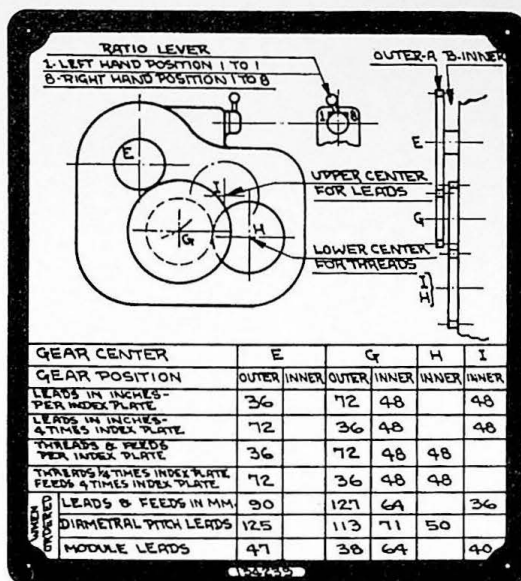 RATIO LEVER
1-LEFT HAND POSITION 1 TO 1
8-RIGHT HAND POSITION 1 TO 8
OUTER-A B-INNER
1 8
E
E
I
UPPER CENTER
FOR LEADS
G
H
G
LOWER CENTER
FOR THREADS
I
H
GEAR CENTER E G H I
GEAR POSITION OUTER INNER OUTER INNER INNER INNER
LEADS IN INCHES-
PER INDEX PLATE 36 72 48 48
LEADS IN INCHES-
4 TIMES INDEX PLATE 72 36 48 48
THREADS & FEEDS
PER INDEX PLATE 36 72 48 48
THREADS 1/4 TIMES INDEX PLATE
FEEDS 4 TIMES INDEX PLATE 72 36 48 48
WHEN
ORDERED
LEADS & FEEDS IN MM. 90 127 64 36
DIAMETRAL PITCH LEADS 125 113 71 50
MODULE LEADS 47 38 64 40